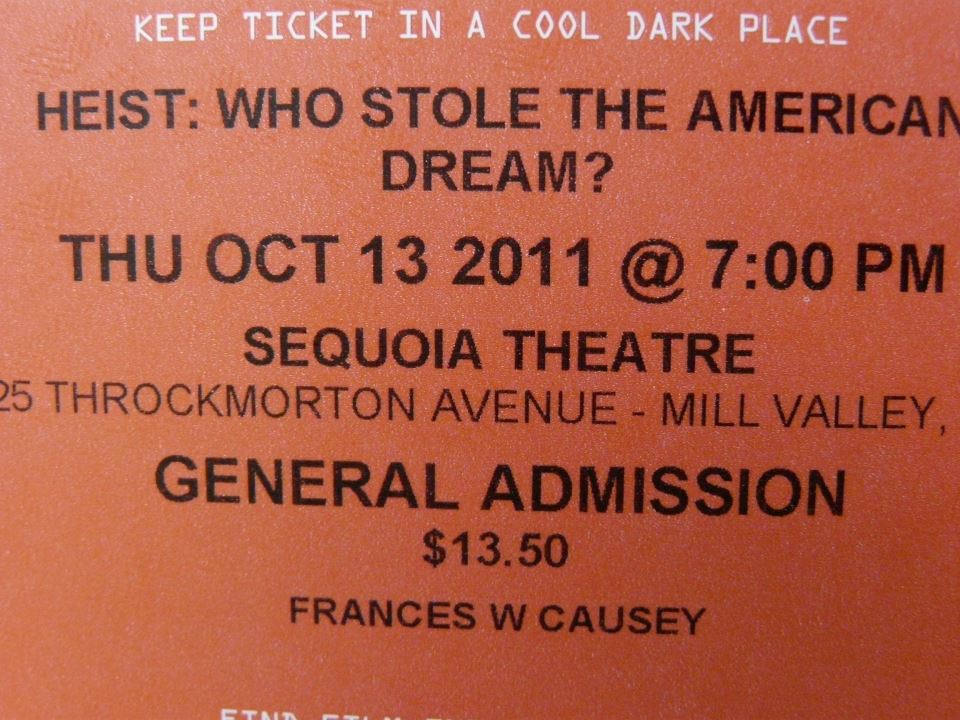 KEEP TICKET IN A COOL DARK PLACE
HEIST: WHO STOLE THE AMERICAN
DREAM?
THU OCT 13 2011 @ 7:00 PM
SEQUOIA THEATRE
25 THROCKMORTON AVENUE - MILL VALLEY,
GENERAL ADMISSION
$13.50
FRANCES W CAUSEY